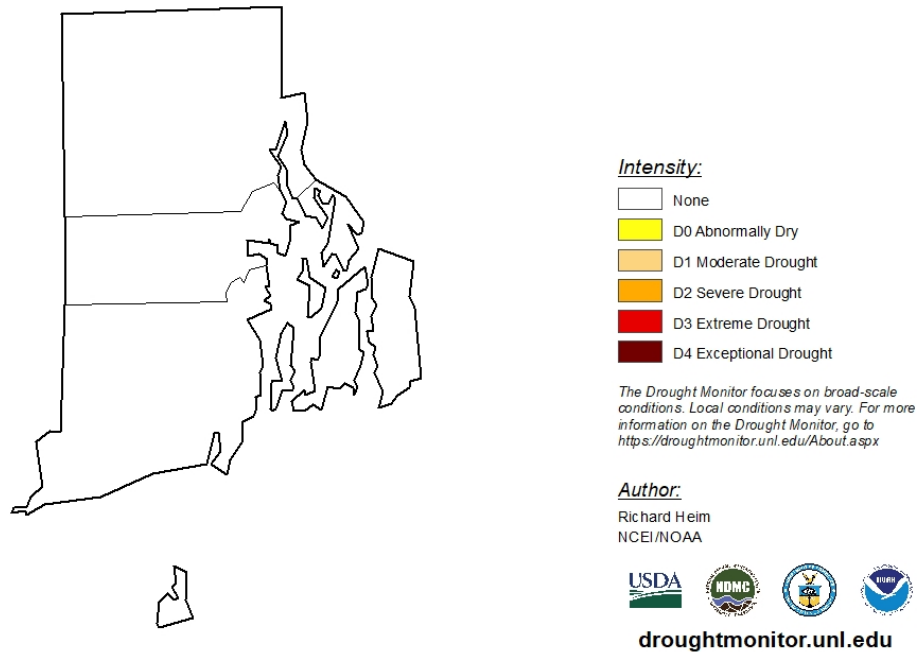 Intensity:
None
D0 Abnormally Dry
D1 Moderate Drought
D2 Severe Drought
D3 Extreme Drought
D4 Exceptional Drought
The Drought Monitor focuses on broad-scale
conditions. Local conditions may vary. For more
information on the Drought Monitor, go to
https://droughtmonitor.unl.edu/About.aspx
Author:
Richard Heim
NCEI/NOAA
USDA
NDMC
NOAA
droughtmonitor.unl.edu